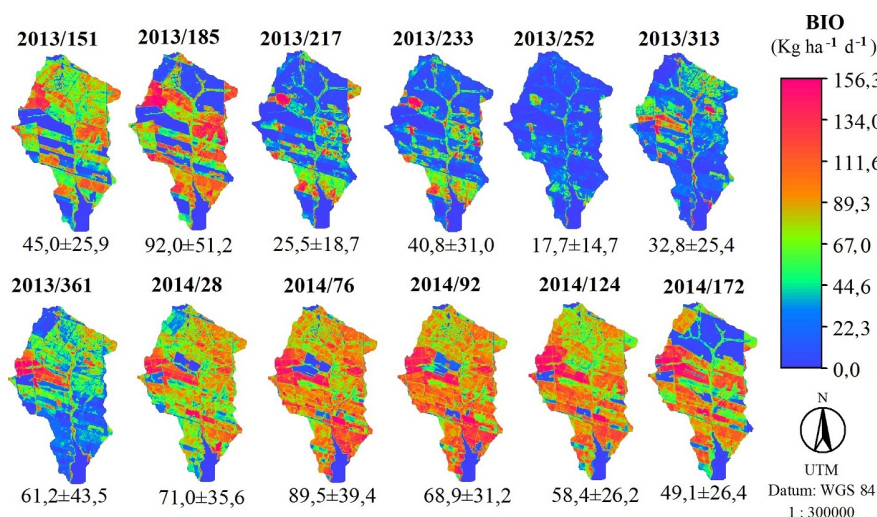 2013/151 2013/185 2013/217 2013/233 2013/252 2013/313
45,0±25,9 92,0±51,2 25,5±18,7 40,8±31,0 17,7±14,7 32,8±25,4
2013/361 2014/28 2014/76 2014/92 2014/124 2014/172
61,2±43,5 71,0±35,6 89,5±39,4 68,9±31,2 58,4±26,2 49,1±26,4
BIO
(Kg ha⁻¹ d⁻¹)
156,3
134,0
111,6
89,3
67,0
44,6
22,3
0,0
N
UTM
Datum: WGS 84
1 : 300000